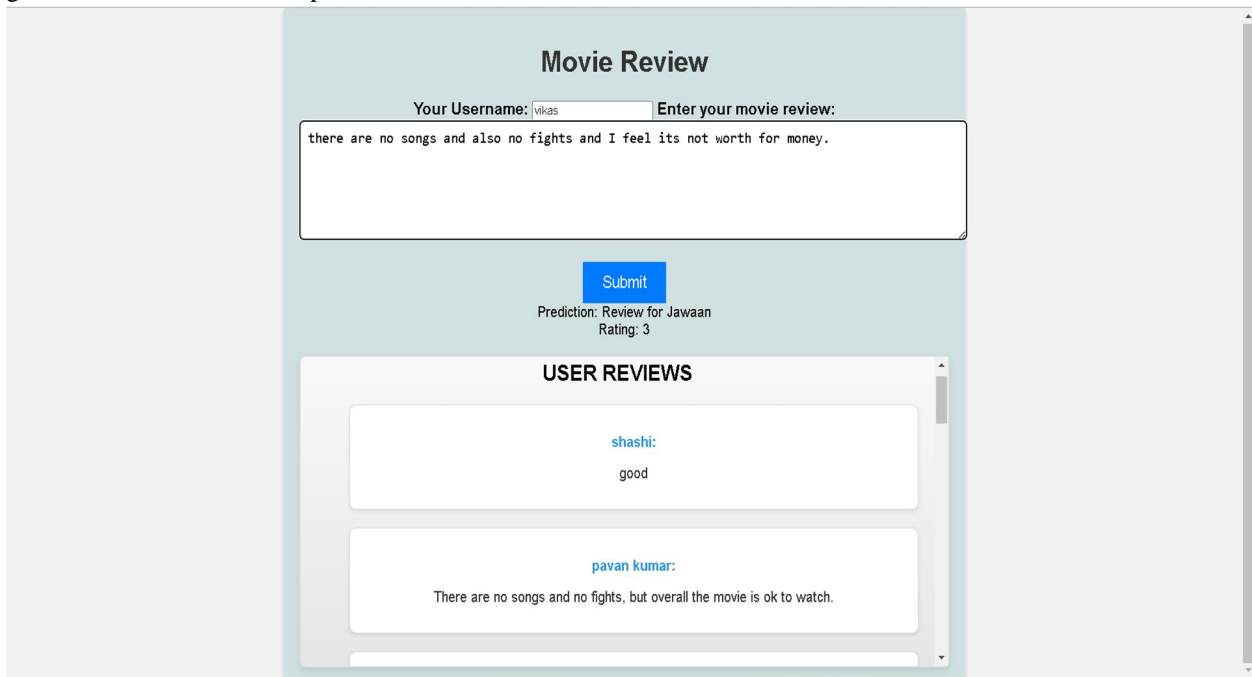 Movie Review
Your Username: vikas Enter your movie review:
there are no songs and also no fights and I feel its not worth for money.
Submit
Prediction: Review for Jawaan
Rating: 3
USER REVIEWS
shashi:
good
pavan kumar:
There are no songs and no fights, but overall the movie is ok to watch.